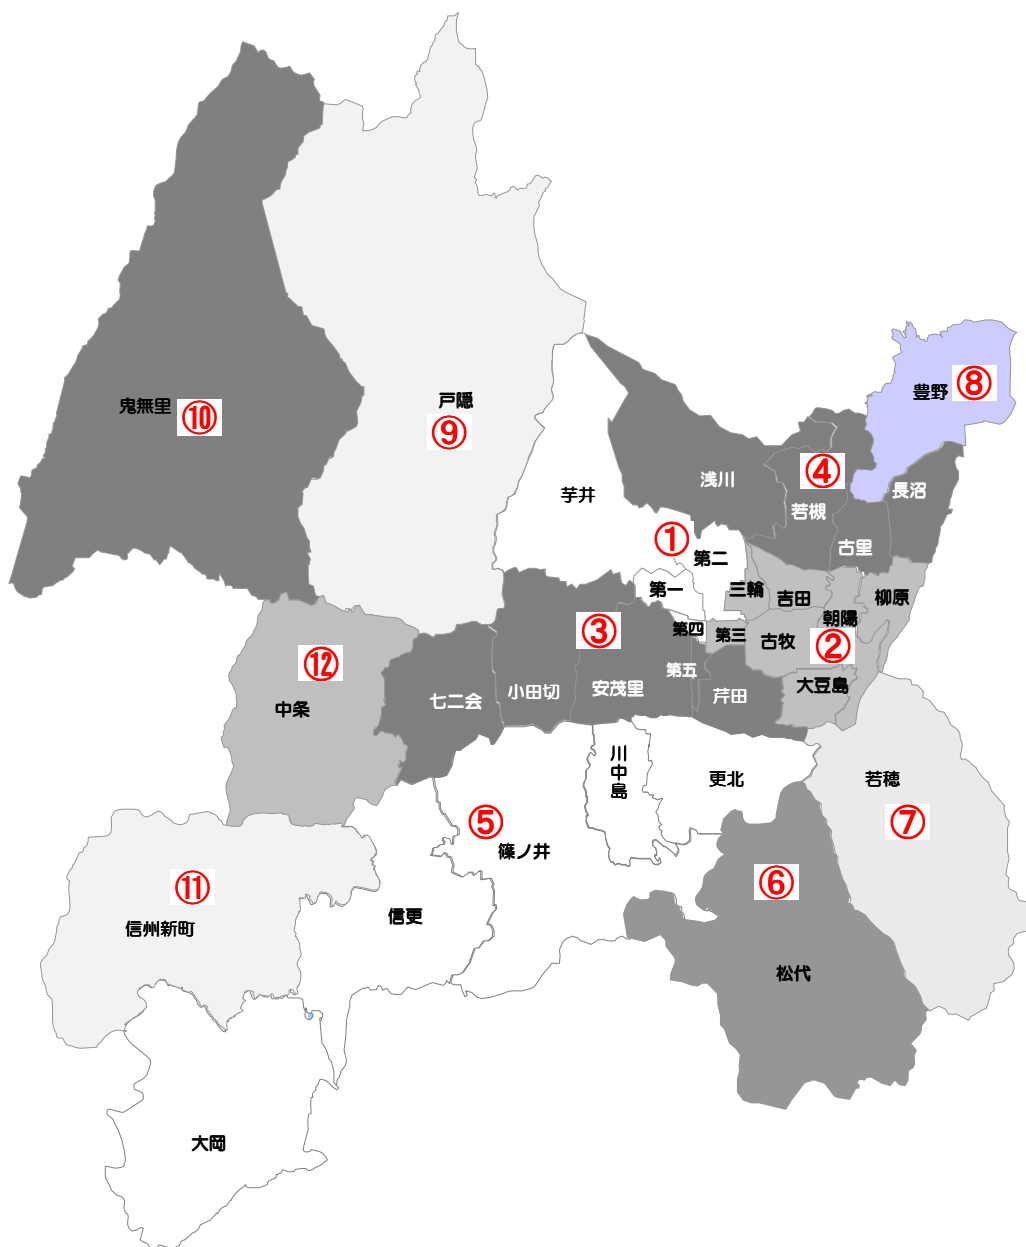 豊野
⑧
鬼無里
⑩
戸隠
⑨
浅川
④
若槻
長沼
古里
芋井
①
第二
第一
三輪
吉田
柳原
朝陽
第四
第三
古牧
②
③
七二会
小田切
安茂里
第五
芹田
大豆島
⑫
中条
川中島
更北
若穂
⑦
⑤
篠ノ井
⑪
信州新町
信更
⑥
松代
大岡